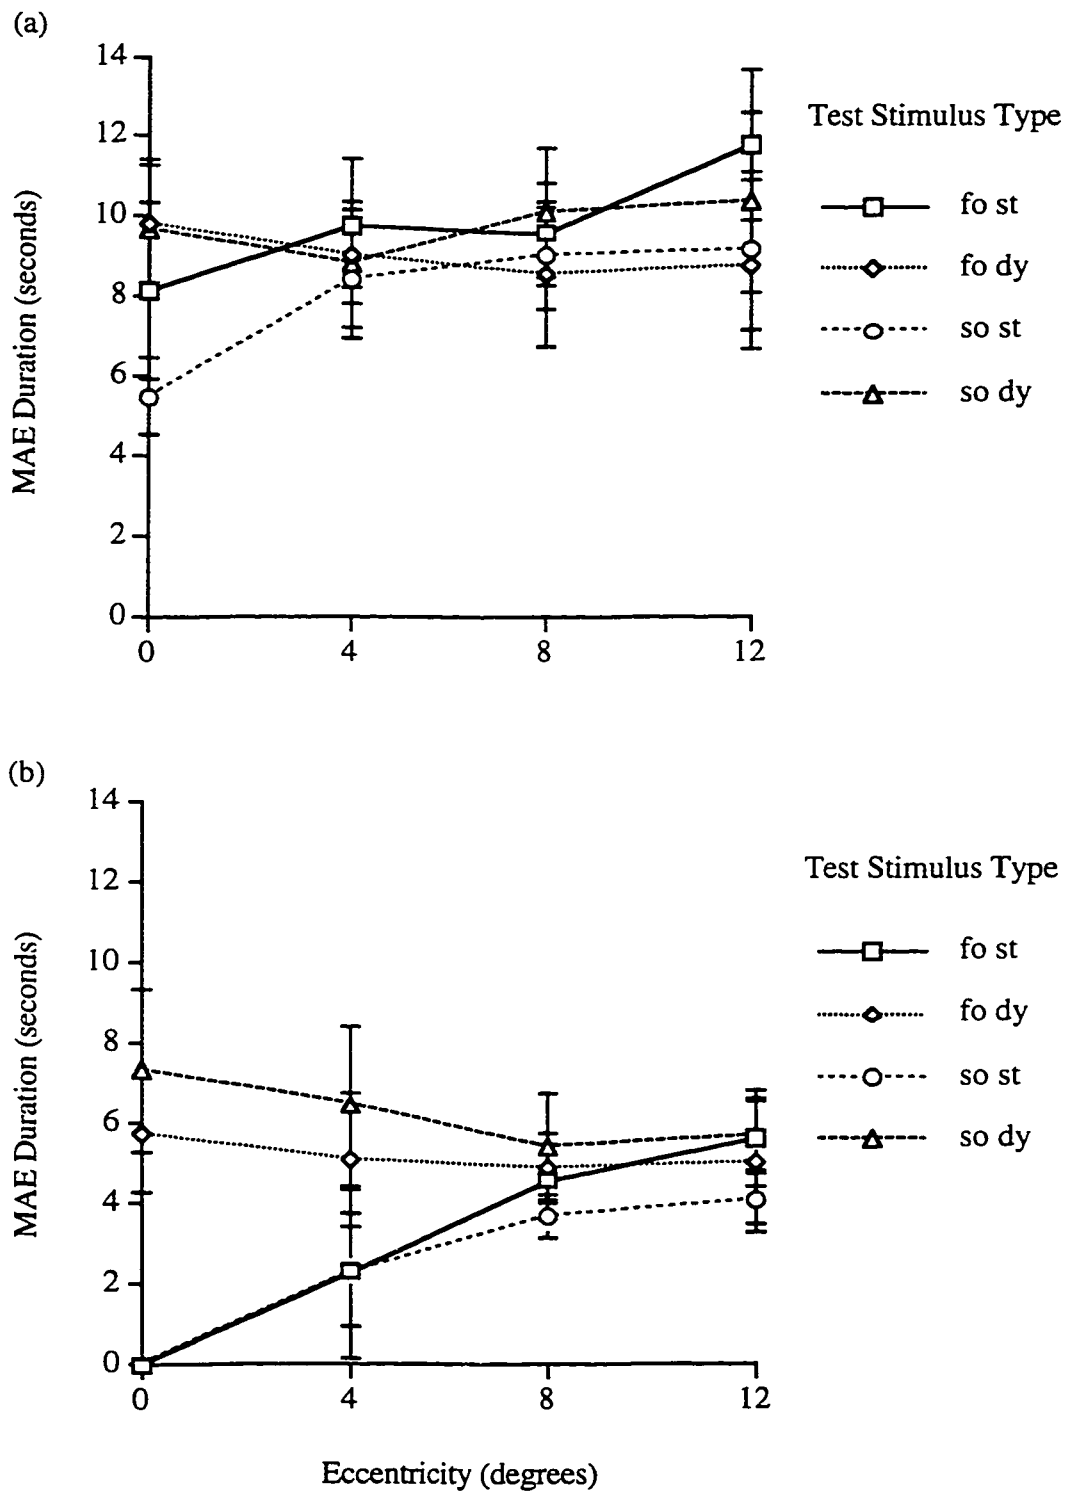 (a)
14
12
10
8
6
4
2
0
0 4 8 12
MAE Duration (seconds)
Test Stimulus Type
fo st
fo dy
so st
so dy
(b)
14
12
10
8
6
4
2
0
0 4 8 12
MAE Duration (seconds)
Test Stimulus Type
fo st
fo dy
so st
so dy
Eccentricity (degrees)